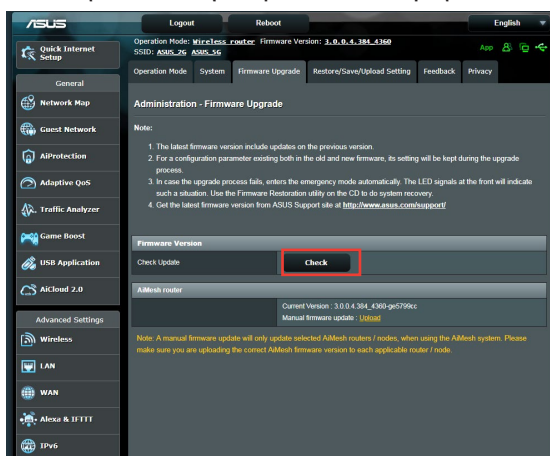 ASUS
Logout
Reboot
English
Quick Internet
Setup
Operation Mode: Wireless router Firmware Version: 3.0.0.4.384_4360
SSID: ASUS_2G ASUS_5G
App
Operation Mode System Firmware Upgrade Restore/Save/Upload Setting Feedback Privacy
General
Network Map
Guest Network
AiProtection
Adaptive QoS
Traffic Analyzer
Game Boost
USB Application
AiCloud 2.0
Advanced Settings
Wireless
LAN
WAN
Alexa & IFTTT
IPv6
Administration - Firmware Upgrade
Note:
1. The latest firmware version include updates on the previous version.
2. For a configuration parameter existing both in the old and new firmware, its setting will be kept during the upgrade
process.
3. In case the upgrade process fails, enters the emergency mode automatically. The LED signals at the front will indicate
such a situation. Use the Firmware Restoration utility on the CD to do system recovery.
4. Get the latest firmware version from ASUS Support site at http://www.asus.com/support/
Firmware Version
Check Update
Check
AiMesh router
Current Version : 3.0.0.4.384_4360-ge5799cc
Manual firmware update : Upload
Note: A manual firmware update will only update selected AiMesh routers / nodes, when using the AiMesh system. Please
make sure you are uploading the correct AiMesh firmware version to each applicable router / node.